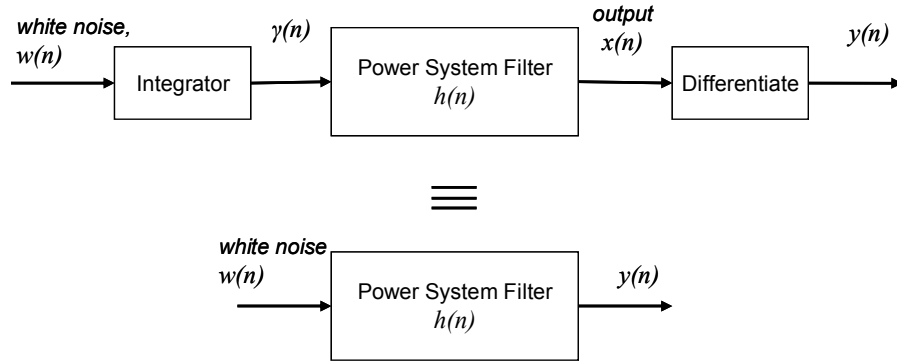 white noise,
w(n)
Integrator
γ(n)
Power System Filter
h(n)
output
x(n)
Differentiate
y(n)
white noise
w(n)
Power System Filter
h(n)
y(n)